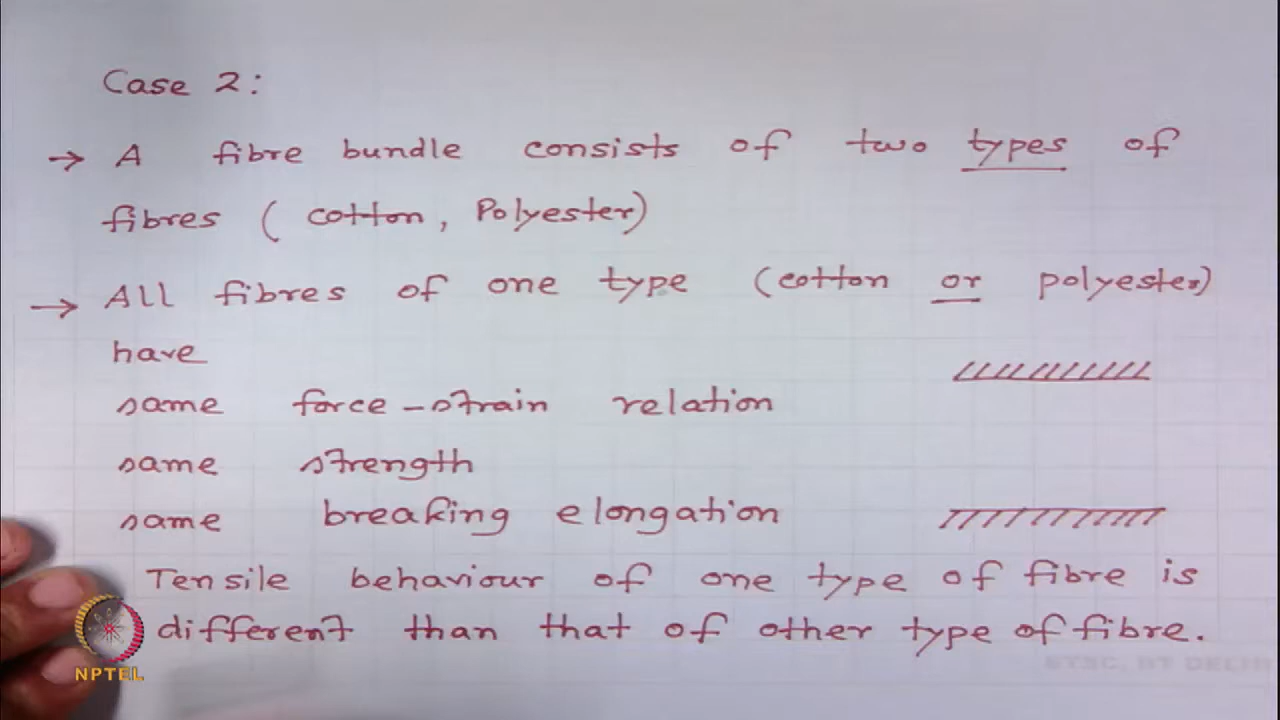 Case 2:
→ A fibre bundle consists of two types of
fibres (cotton, Polyester)
→ All fibres of one type (cotton or polyester)
have
same force-strain relation
same strength
same breaking elongation
Tensile behaviour of one type of fibre is
different than that of other type of fibre.
NPTEL